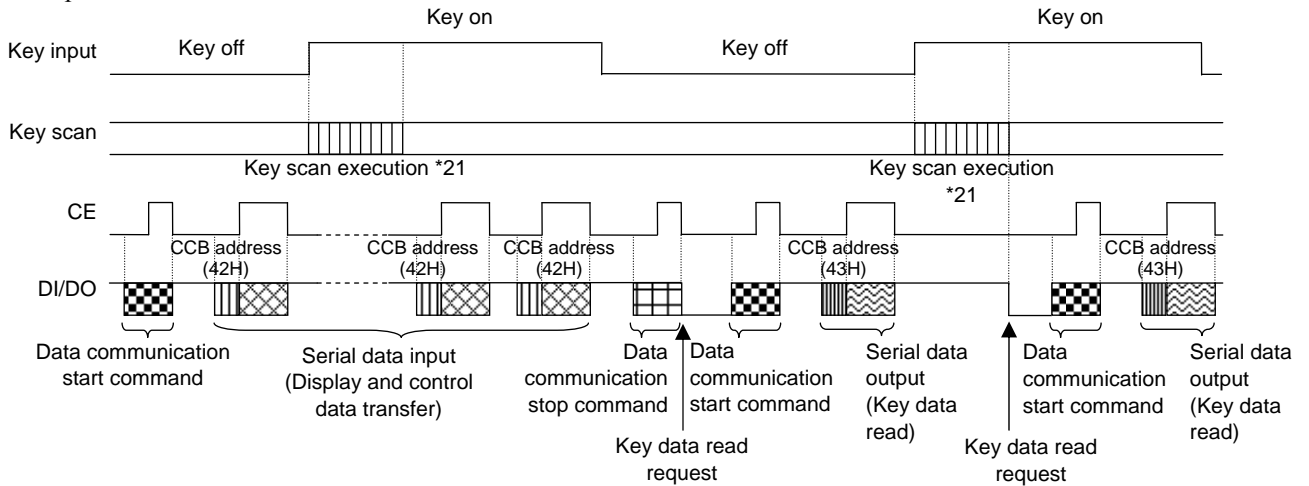 Key on
Key on
Key input
Key off
Key off
Key scan
Key scan execution *21
Key scan execution
*21
CE
CCB address
(42H)
CCB address
(42H)
CCB address
(42H)
CCB address
(43H)
CCB address
(43H)
DI/DO
Data communication
start command
Serial data input
(Display and control
data transfer)
Data
communication
stop command
Data
communication
start command
Serial data
output
(Key data
read)
Data
communication
start command
Serial data
output
(Key data
read)
Key data read
request
Key data read
request